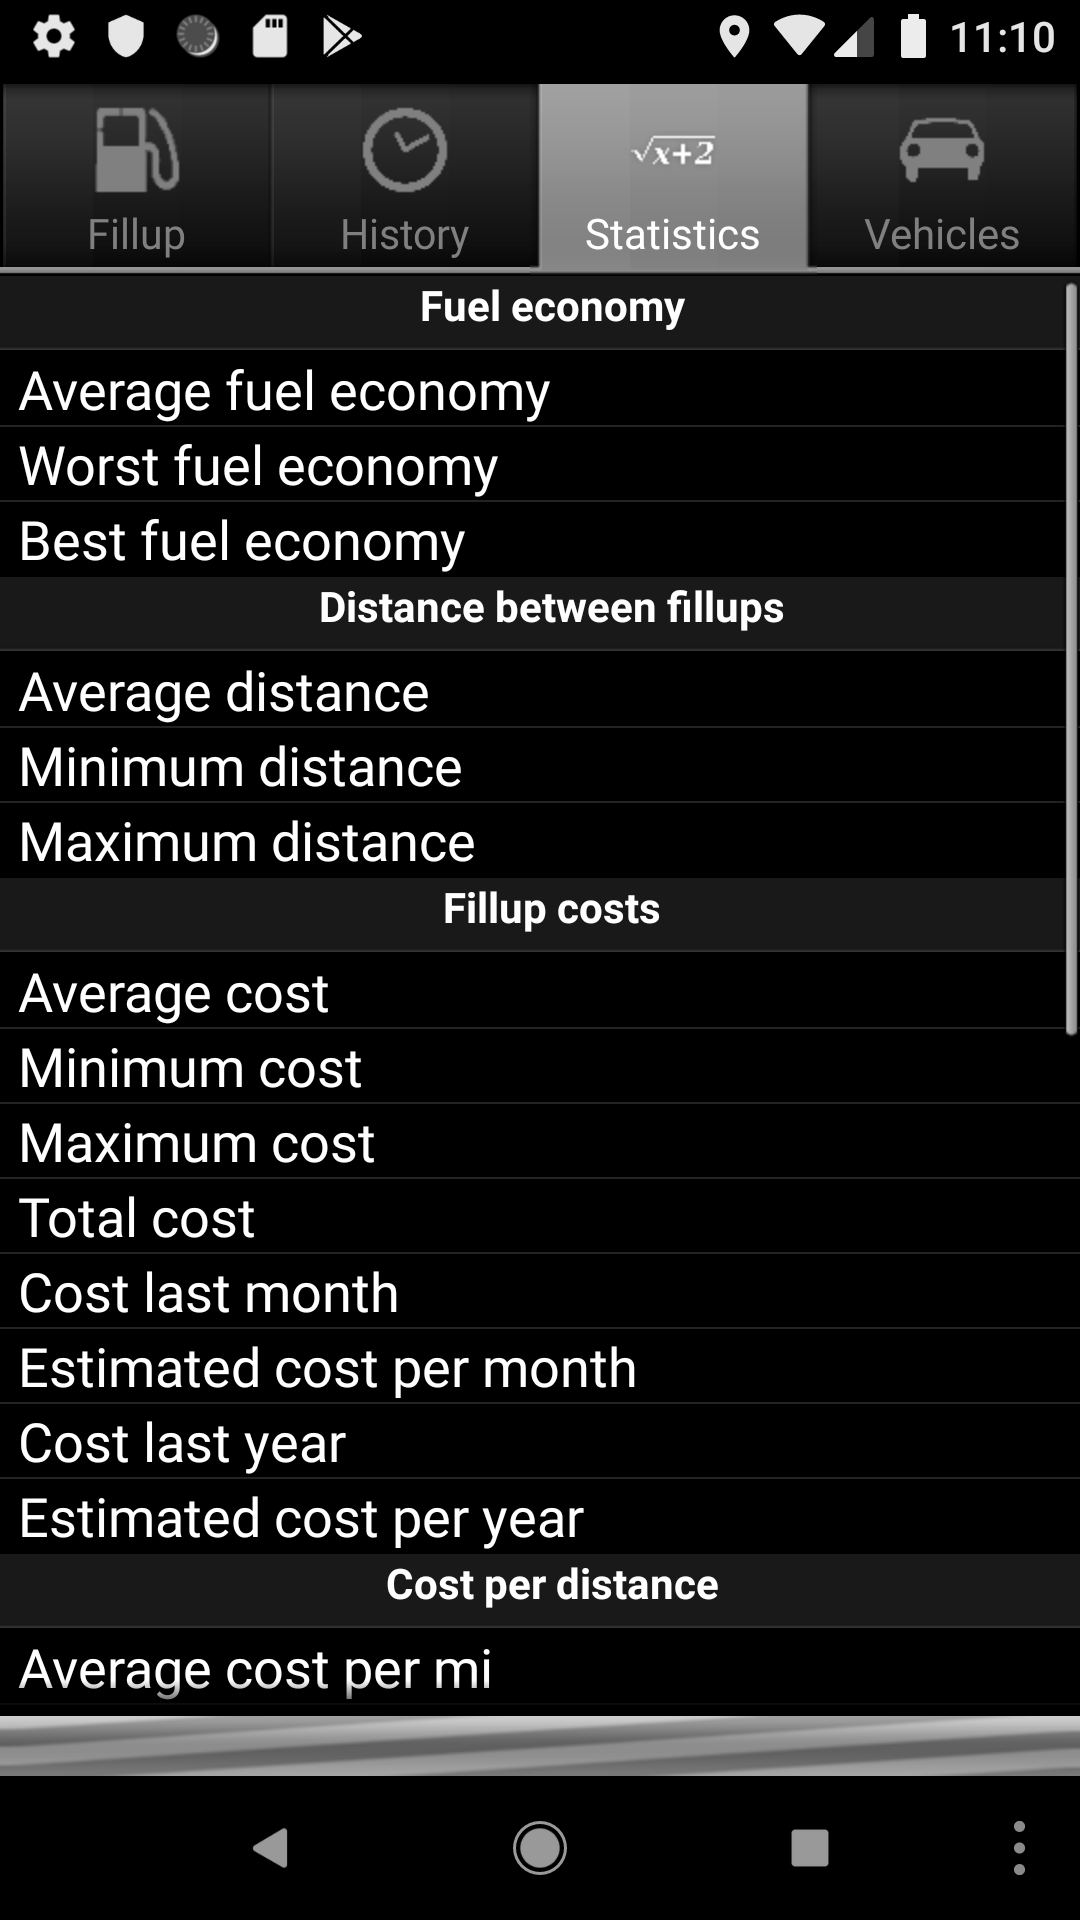 11:10
√x+2
Fillup
History
Statistics
Vehicles
Fuel economy
Average fuel economy
Worst fuel economy
Best fuel economy
Distance between fillups
Average distance
Minimum distance
Maximum distance
Fillup costs
Average cost
Minimum cost
Maximum cost
Total cost
Cost last month
Estimated cost per month
Cost last year
Estimated cost per year
Cost per distance
Average cost per mi